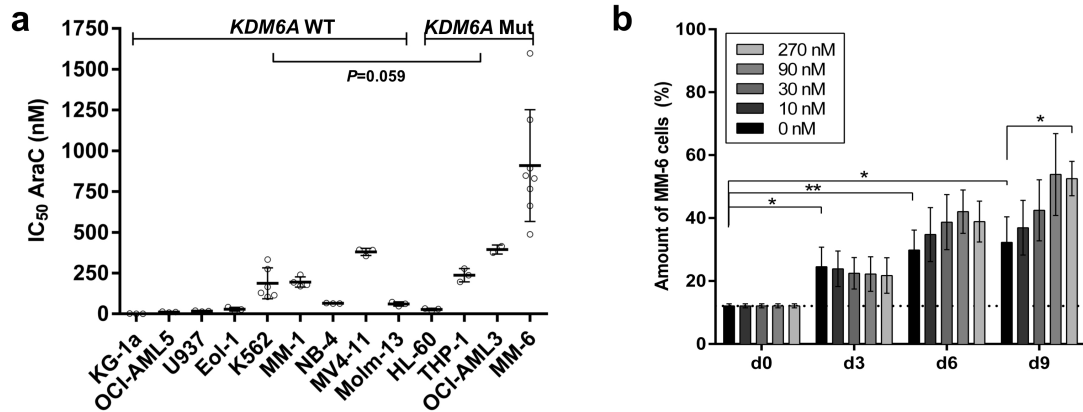 a
KDM6A WT
KDM6A Mut
P=0.059
IC50 AraC (nM)
1750
1500
1250
1000
750
500
250
0
KG-1a
OCI-AML5
U937
Eol-1
K562
MM-1
NB-4
MV4-11
Molm-13
HL-60
THP-1
OCI-AML3
MM-6
b
270 nM
90 nM
30 nM
10 nM
0 nM
*
**
*
*
Amount of MM-6 cells (%)
100
80
60
40
20
0
d0
d3
d6
d9